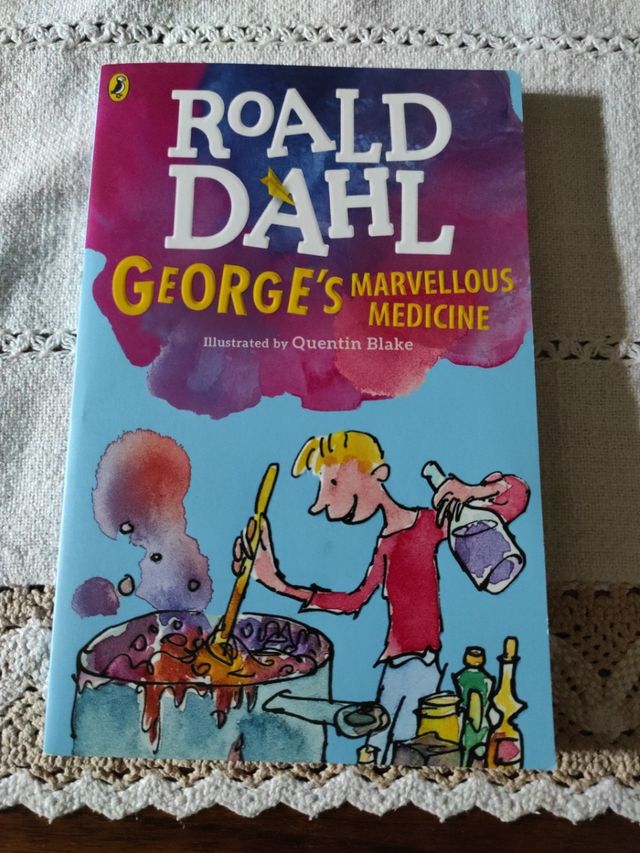 ROALD
DAHL
GEORGE'S MARVELLOUS
MEDICINE
Illustrated by Quentin Blake